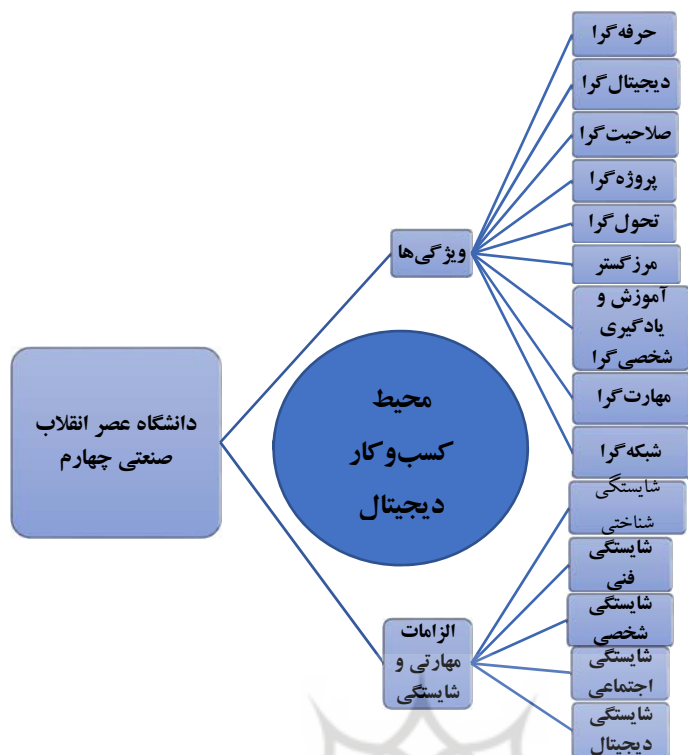 دانشگاه عصر انقلاب
صنعتی چهارم
محیط
کسب‌وکار
دیجیتال
ویژگی‌ها
حرفه‌گرا
دیجیتال‌گرا
صلاحیت‌گرا
پروژه‌گرا
تحول‌گرا
مرزگستر
آموزش و
یادگیری
شخصی‌گرا
مهارت‌گرا
شبکه‌گرا
الزامات
مهارتی و
شایستگی
شایستگی
شناختی
شایستگی
فنی
شایستگی
شخصی
شایستگی
اجتماعی
شایستگی
دیجیتال